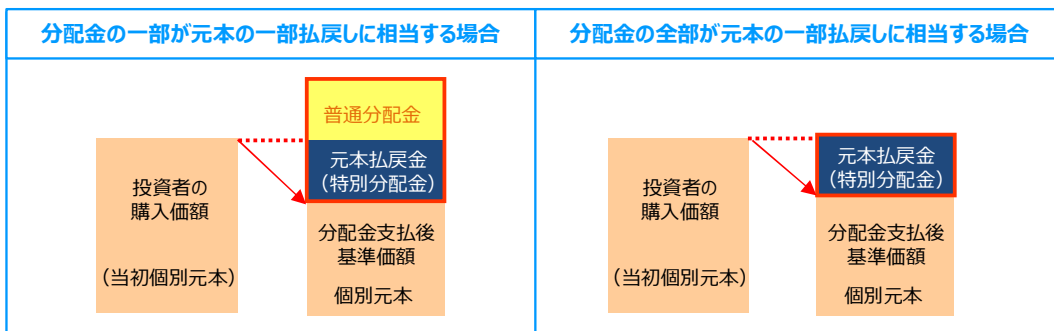 分配金の一部が元本の一部払戻しに相当する場合
分配金の全部が元本の一部払戻しに相当する場合
普通分配金
元本払戻金
（特別分配金）
投資者の
購入価額
（当初個別元本）
分配金支払後
基準価額
個別元本
元本払戻金
（特別分配金）
投資者の
購入価額
（当初個別元本）
分配金支払後
基準価額
個別元本